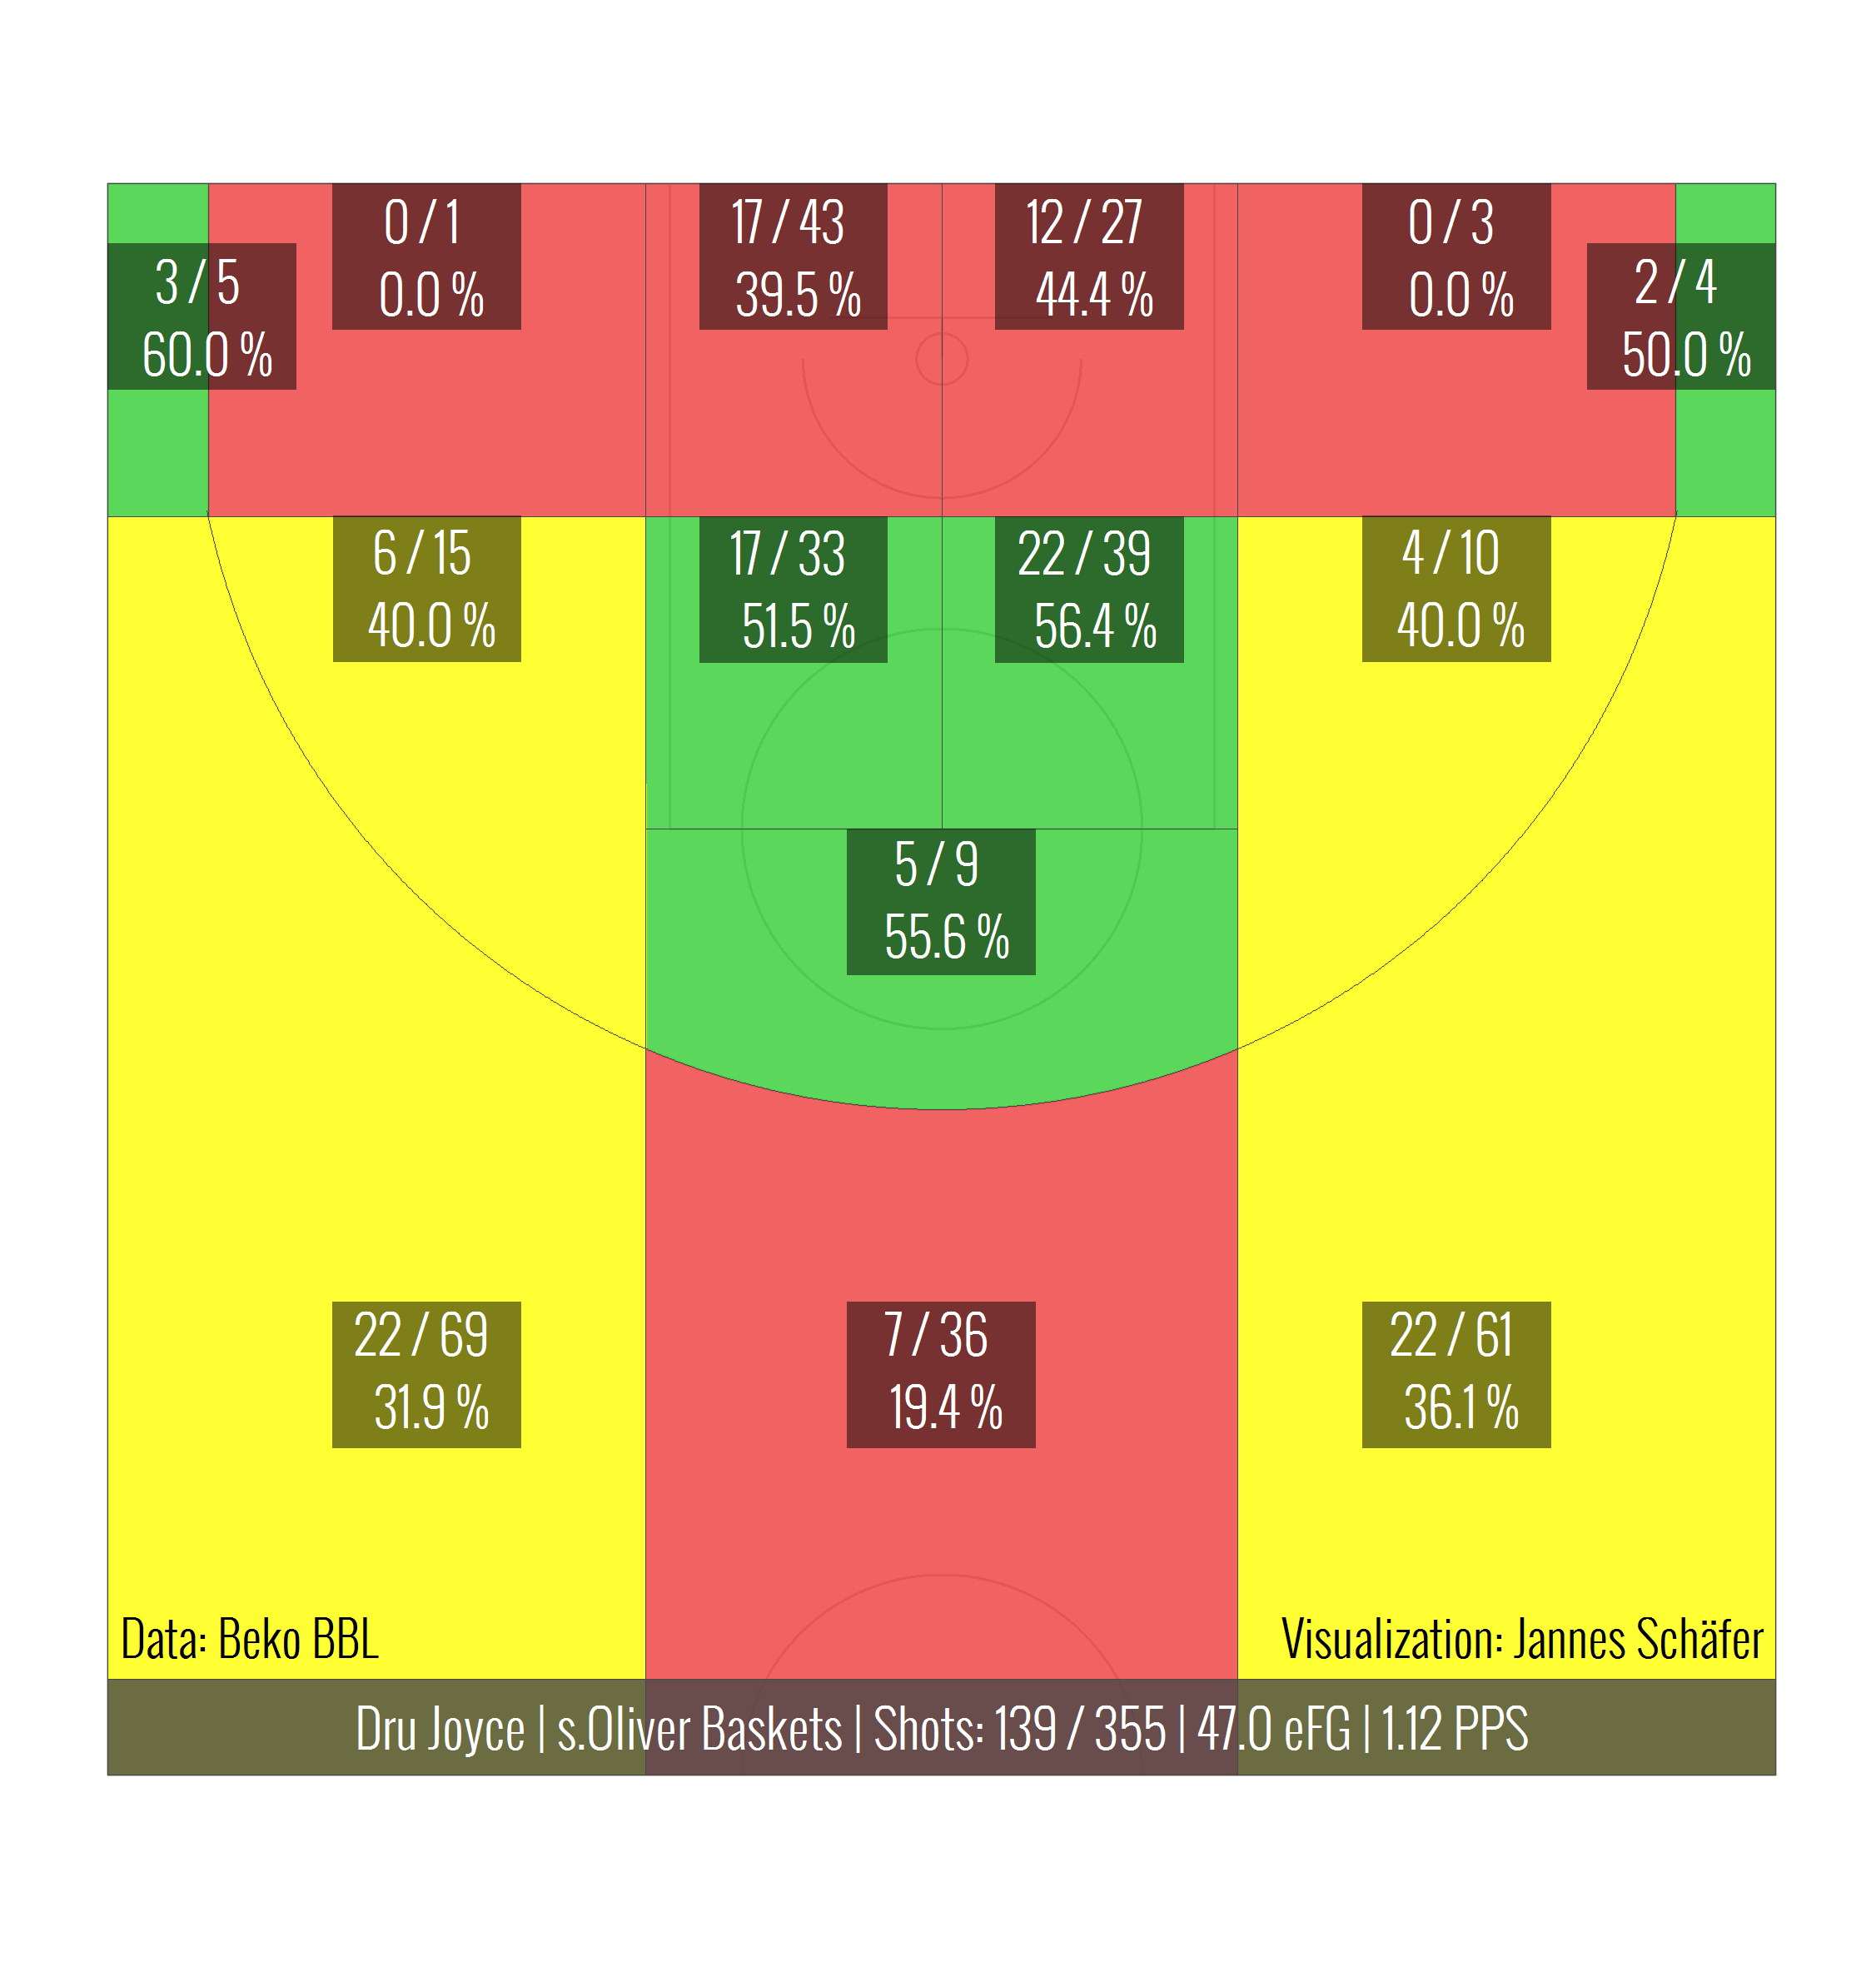 0 / 1
0.0 %
17 / 43
39.5 %
12 / 27
44.4 %
0 / 3
0.0 %
3 / 5
60.0 %
2 / 4
50.0 %
6 / 15
40.0 %
17 / 33
51.5 %
22 / 39
56.4 %
4 / 10
40.0 %
5 / 9
55.6 %
22 / 69
31.9 %
7 / 36
19.4 %
22 / 61
36.1 %
Data: Beko BBL
Visualization: Jannes Schäfer
Dru Joyce | s.Oliver Baskets | Shots: 139 / 355 | 47.0 eFG | 1.12 PPS